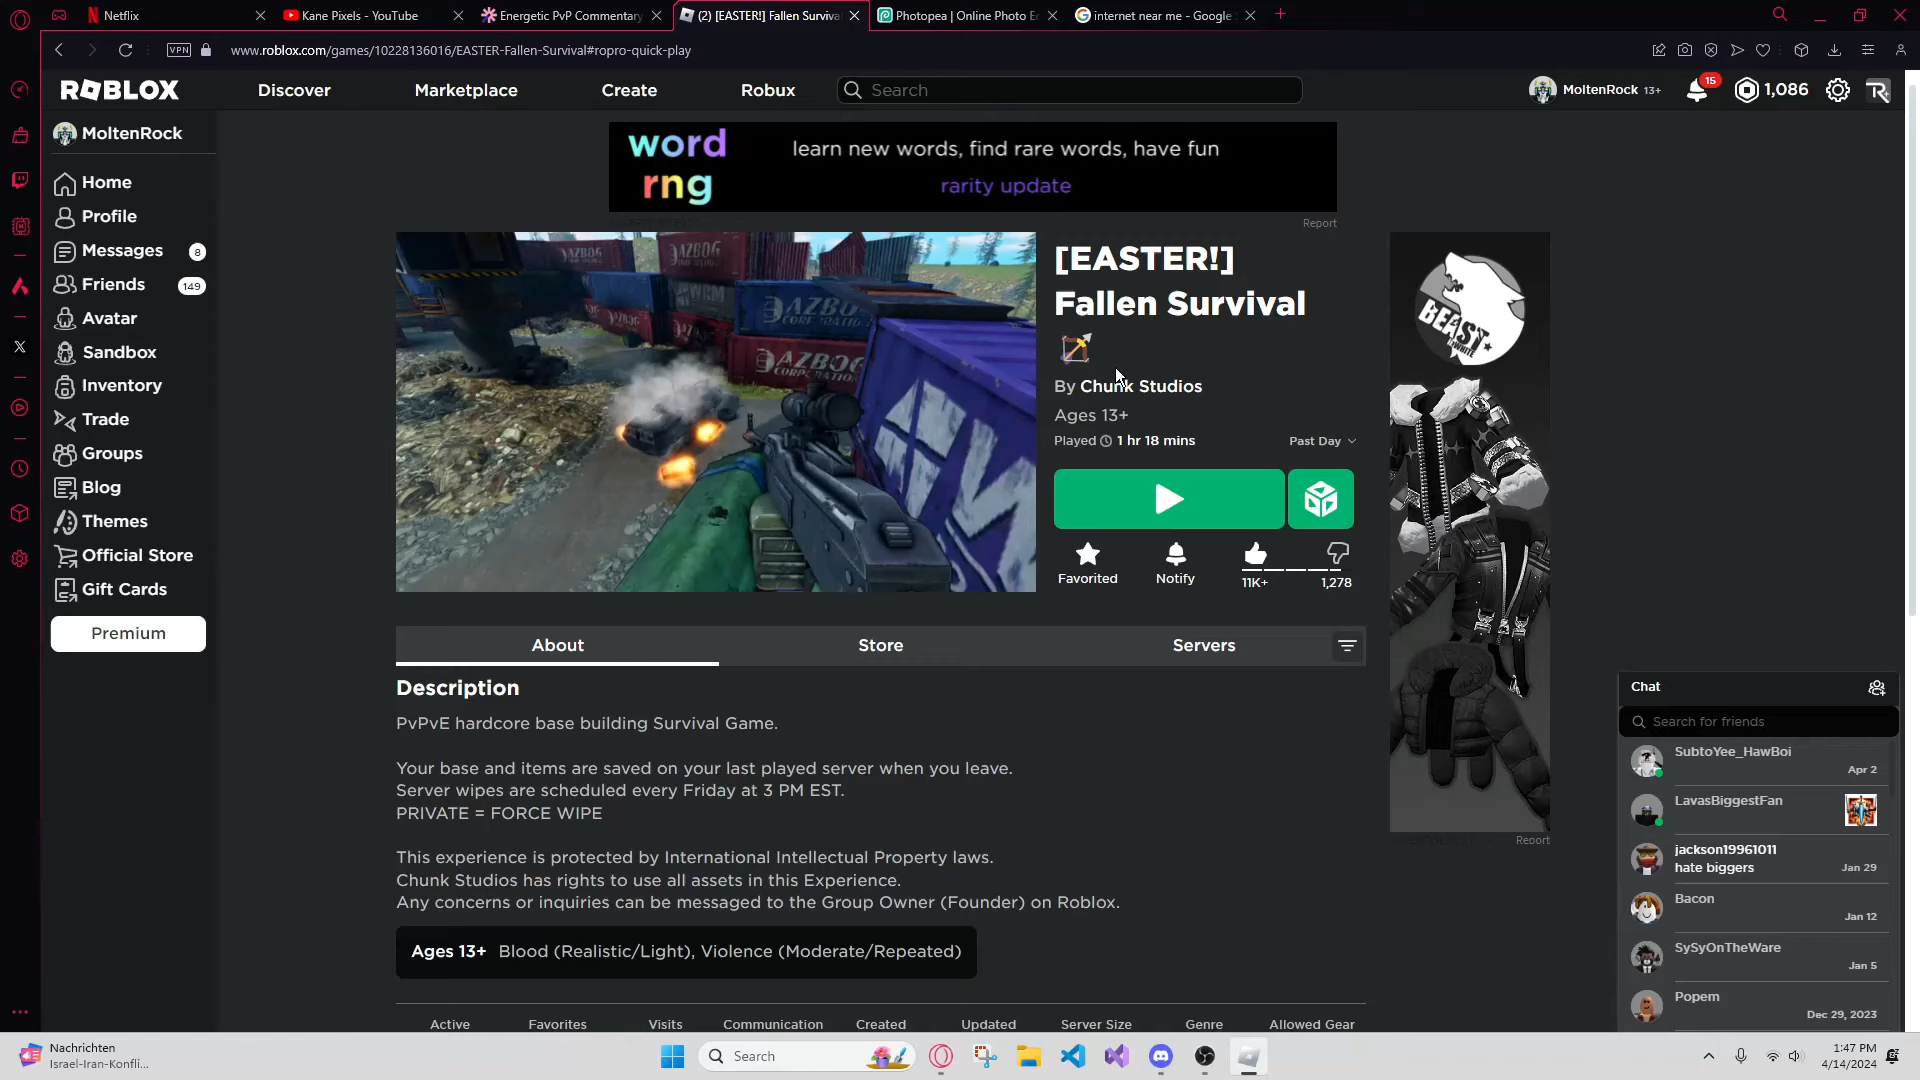 Netflix
Kane Pixels - YouTube
Energetic PvP Commentary
(2) [EASTER!] Fallen Surviva
Photopea | Online Photo E
internet near me - Google
VPN
www.roblox.com/games/10228136016/EASTER-Fallen-Survival#ropro-quick-play
ROBLOX
Discover
Marketplace
Create
Robux
Search
MoltenRock 13+
15
1,086
MoltenRock
Home
Profile
Messages 8
Friends 149
Avatar
Sandbox
Inventory
Trade
Groups
Blog
Themes
Official Store
Gift Cards
Premium
word
rng
learn new words, find rare words, have fun
rarity update
Report
AZBOG
AZBOG
AZBOG
CORPORATION
AZBOG
[EASTER!]
Fallen Survival
By Chunk Studios
Ages 13+
Played 1 hr 18 mins
Past Day
Favorited
Notify
11K+
1,278
BEAST
Report
About
Store
Servers
Description
PvPvE hardcore base building Survival Game.
Your base and items are saved on your last played server when you leave.
Server wipes are scheduled every Friday at 3 PM EST.
PRIVATE = FORCE WIPE
This experience is protected by International Intellectual Property laws.
Chunk Studios has rights to use all assets in this Experience.
Any concerns or inquiries can be messaged to the Group Owner (Founder) on Roblox.
Ages 13+ Blood (Realistic/Light), Violence (Moderate/Repeated)
Active
Favorites
Visits
Communication
Created
Updated
Server Size
Genre
Allowed Gear
Chat
Search for friends
SubtoYee_HawBoi
Apr 2
LavasBiggestFan
jackson19961011
hate biggers
Jan 29
Bacon
Jan 12
SySyOnTheWare
Jan 5
Popem
Dec 29, 2023
Nachrichten
Israel-Iran-Konfli...
Search
1:47 PM
4/14/2024